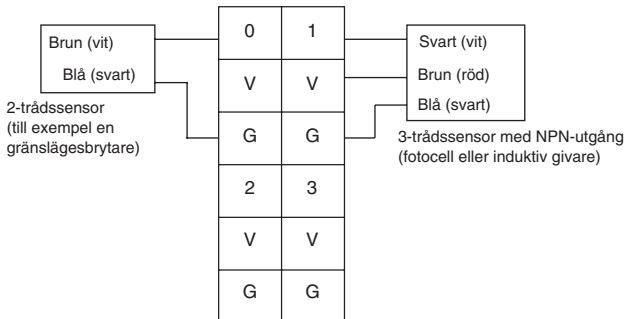 Brun (vit)
Blå (svart)
2-trådssensor
(till exempel en
gränslägesbrytare)
0 1
V V
G G
2 3
V V
G G
Svart (vit)
Brun (röd)
Blå (svart)
3-trådssensor med NPN-utgång
(fotocell eller induktiv givare)